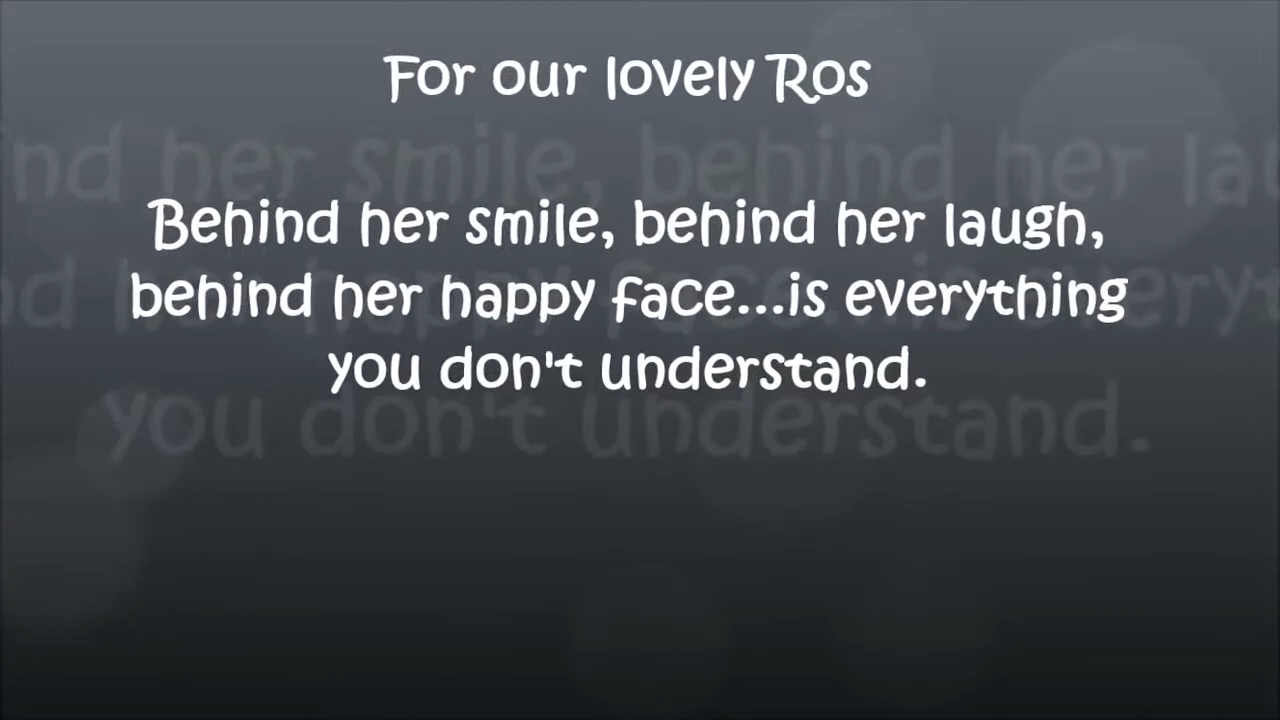 For our lovely Ros
Behind her smile, behind her laugh,
behind her happy face...is everything
you don't understand.